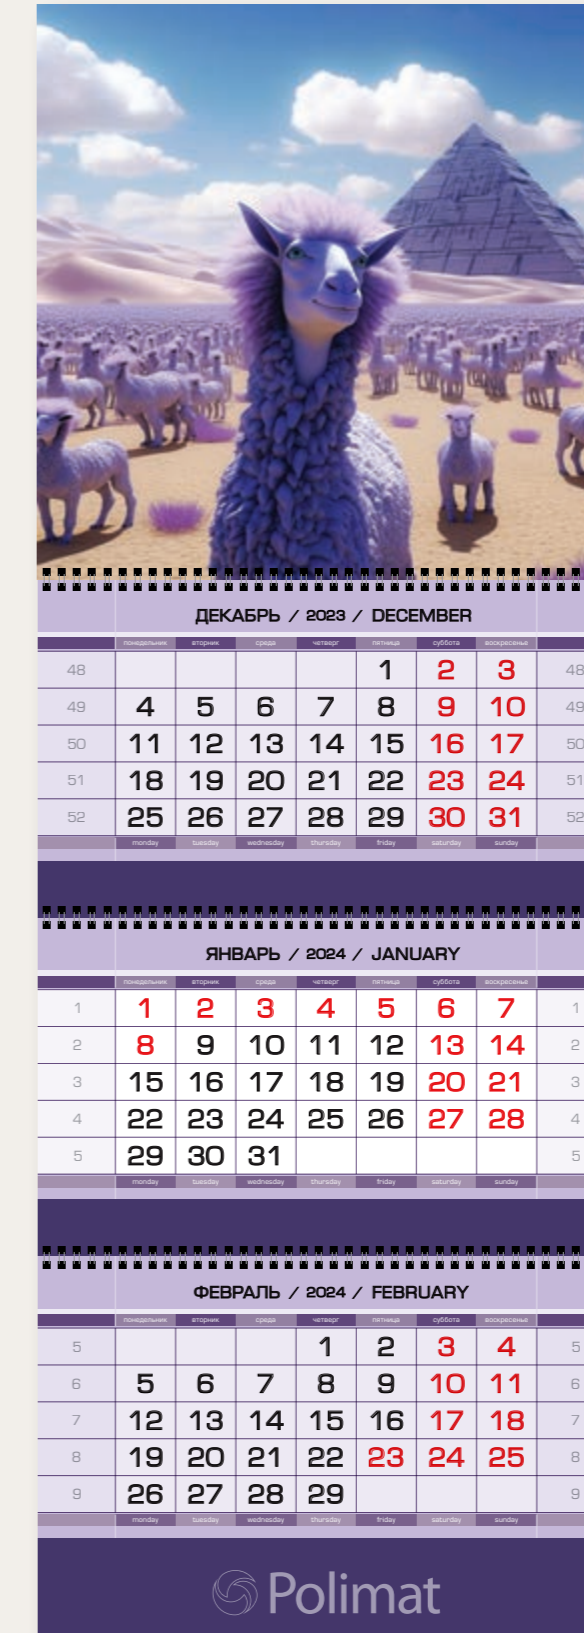 ДЕКАБРЬ / 2023 / DECEMBER
понедельник вторник среда четверг пятница суббота воскресенье
48 1 2 3 48
49 4 5 6 7 8 9 10 49
50 11 12 13 14 15 16 17 50
51 18 19 20 21 22 23 24 51
52 25 26 27 28 29 30 31 52
monday tuesday wednesday thursday friday saturday sunday
ЯНВАРЬ / 2024 / JANUARY
понедельник вторник среда четверг пятница суббота воскресенье
1 1 2 3 4 5 6 7 1
2 8 9 10 11 12 13 14 2
3 15 16 17 18 19 20 21 3
4 22 23 24 25 26 27 28 4
5 29 30 31 5
monday tuesday wednesday thursday friday saturday sunday
ФЕВРАЛЬ / 2024 / FEBRUARY
понедельник вторник среда четверг пятница суббота воскресенье
5 1 2 3 4 5
6 5 6 7 8 9 10 11 6
7 12 13 14 15 16 17 18 7
8 19 20 21 22 23 24 25 8
9 26 27 28 29 9
monday tuesday wednesday thursday friday saturday sunday
Polimat